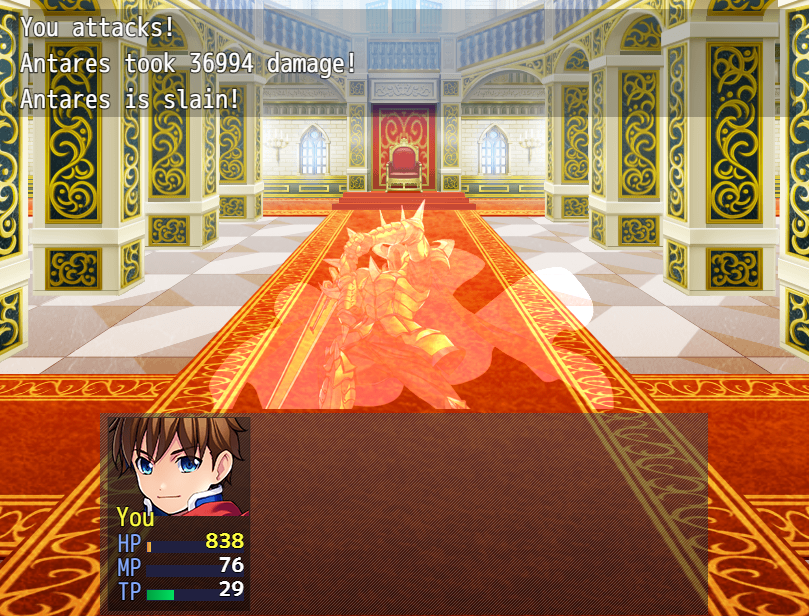 You attacks!
Antares took 36994 damage!
Antares is slain!
You
HP 838
MP 76
TP 29